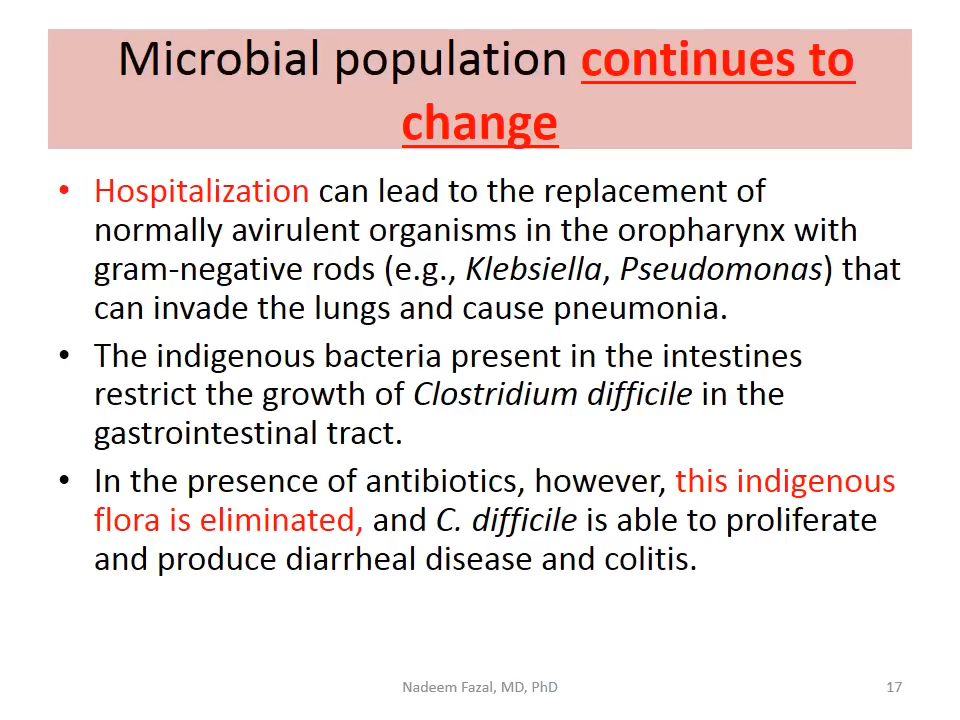 Microbial population continues to
change
• Hospitalization can lead to the replacement of
normally avirulent organisms in the oropharynx with
gram-negative rods (e.g., Klebsiella, Pseudomonas) that
can invade the lungs and cause pneumonia.
• The indigenous bacteria present in the intestines
restrict the growth of Clostridium difficile in the
gastrointestinal tract.
• In the presence of antibiotics, however, this indigenous
flora is eliminated, and C. difficile is able to proliferate
and produce diarrheal disease and colitis.
Nadeem Fazal, MD, PhD
17